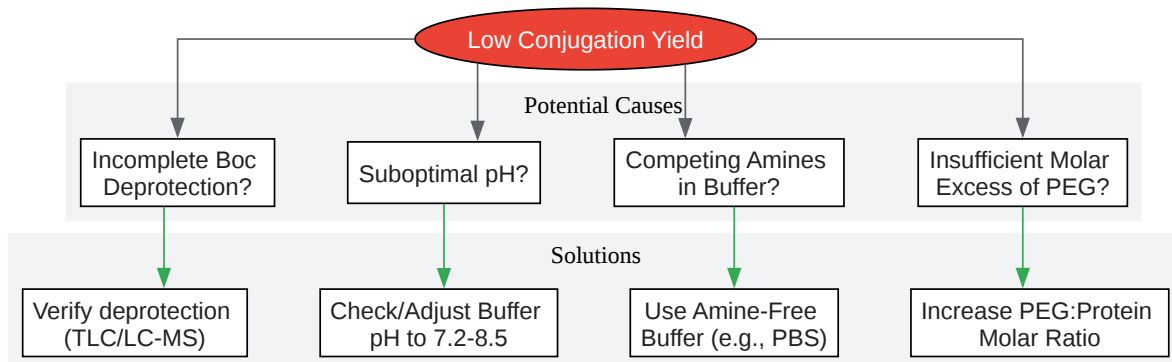 Low Conjugation Yield
Potential Causes
Incomplete Boc
Deprotection?
Suboptimal pH?
Competing Amines
in Buffer?
Insufficient Molar
Excess of PEG?
Solutions
Verify deprotection
(TLC/LC-MS)
Check/Adjust Buffer
pH to 7.2-8.5
Use Amine-Free
Buffer (e.g., PBS)
Increase PEG:Protein
Molar Ratio